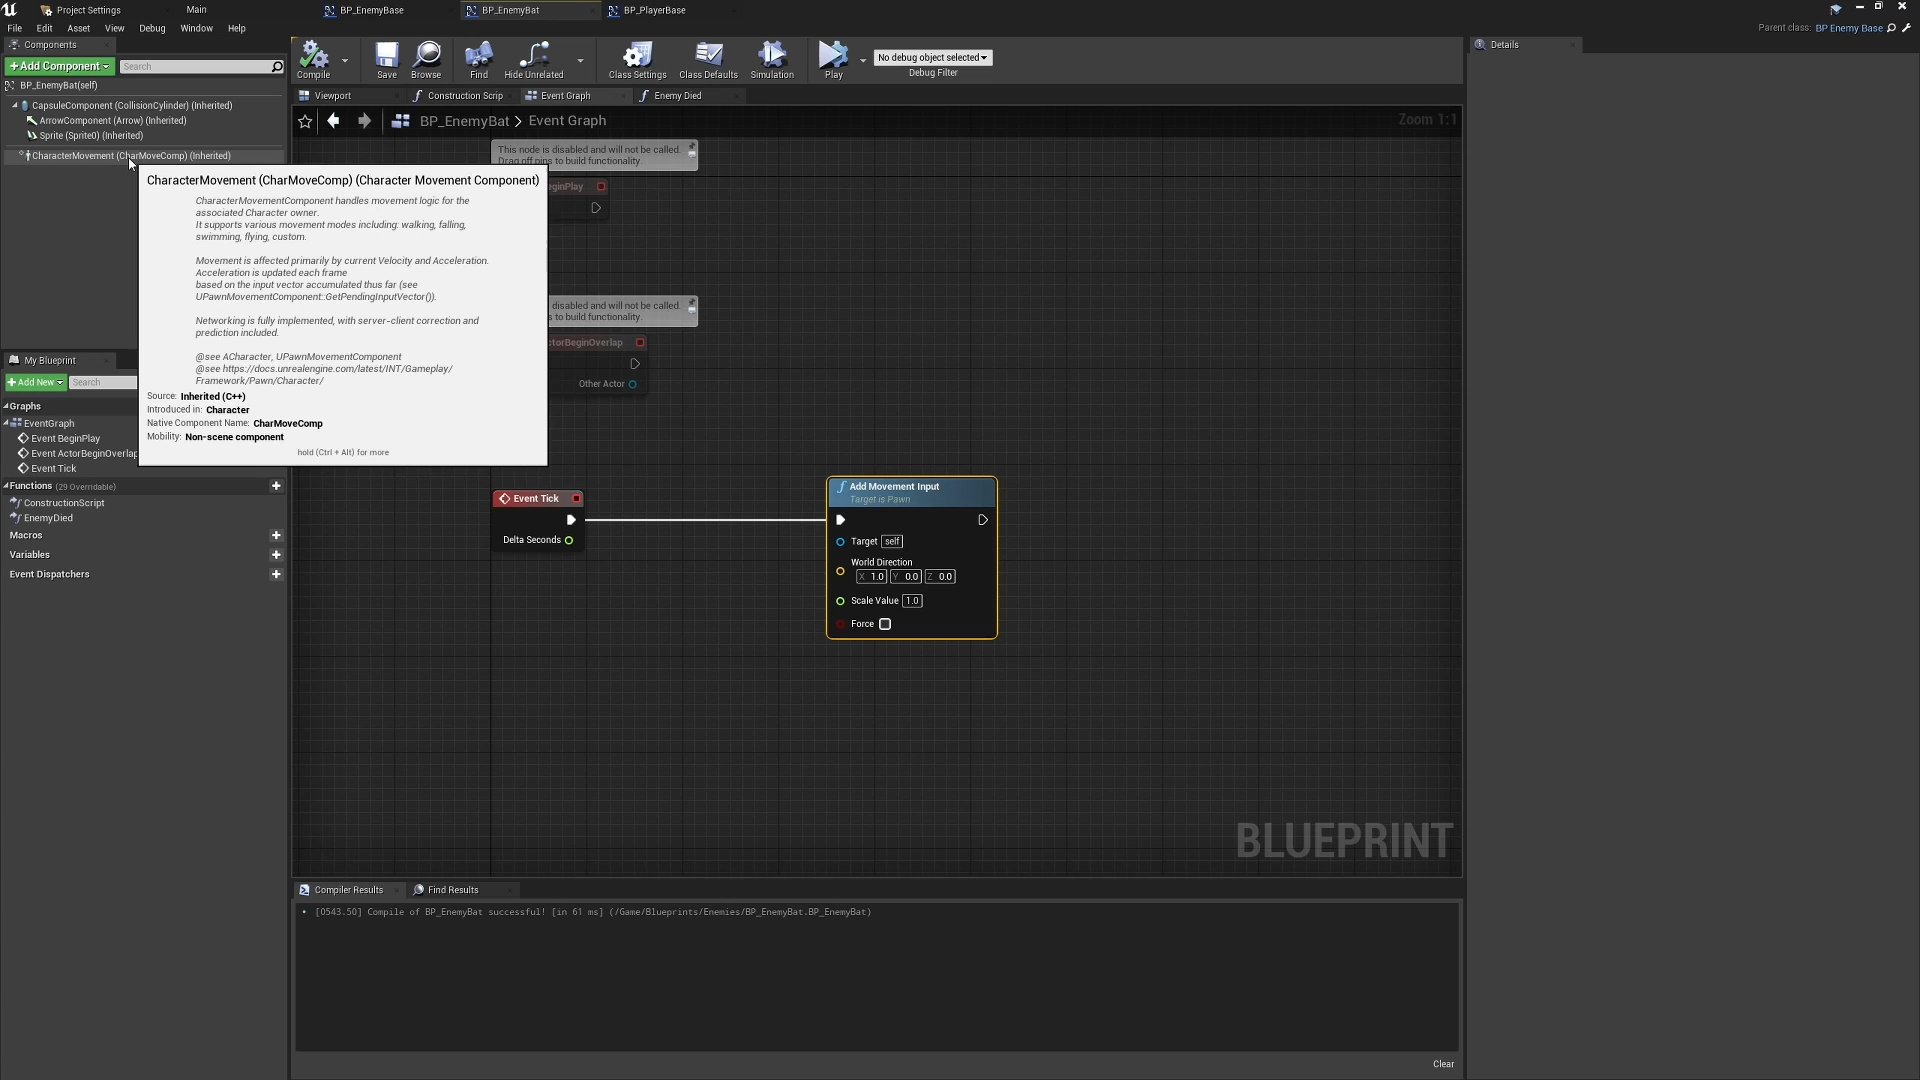 Project Settings
Main
BP_EnemyBase
BP_EnemyBat
BP_PlayerBase
File Edit Asset View Debug Window Help
Parent class: BP Enemy Base
Components
Details
+Add Component
Search
BP_EnemyBat(self)
CapsuleComponent (CollisionCylinder) (Inherited)
ArrowComponent (Arrow) (Inherited)
Sprite (Sprite0) (Inherited)
CharacterMovement (CharMoveComp) (Inherited)
Compile
Save
Browse
Find
Hide Unrelated
Class Settings
Class Defaults
Simulation
Play
No debug object selected
Debug Filter
Viewport
Construction Scrip
Event Graph
Enemy Died
BP_EnemyBat > Event Graph
Zoom 1:1
This node is disabled and will not be called.
Drag off pins to build functionality.
CharacterMovement (CharMoveComp) (Character Movement Component)
CharacterMovementComponent handles movement logic for the
associated Character owner.
It supports various movement modes including: walking, falling,
swimming, flying, custom.
Movement is affected primarily by current Velocity and Acceleration.
Acceleration is updated each frame
based on the input vector accumulated thus far (see
UPawnMovementComponent::GetPendingInputVector()).
Networking is fully implemented, with server-client correction and
prediction included.
@see ACharacter, UPawnMovementComponent
@see https://docs.unrealengine.com/latest/INT/Gameplay/
Framework/Pawn/Character/
Source: Inherited (C++)
Introduced in: Character
Native Component Name: CharMoveComp
Mobility: Non-scene component
hold (Ctrl + Alt) for more
eginPlay
disabled and will not be called.
s to build functionality.
ctorBeginOverlap
Other Actor
My Blueprint
+Add New
Search
Graphs
EventGraph
Event BeginPlay
Event ActorBeginOverlap
Event Tick
Functions (29 Overridable)
ConstructionScript
EnemyDied
Macros
Variables
Event Dispatchers
Event Tick
Delta Seconds
Add Movement Input
Target is Pawn
Target self
World Direction
X 1.0 Y 0.0 Z 0.0
Scale Value 1.0
Force
BLUEPRINT
Compiler Results
Find Results
[0543.50] Compile of BP_EnemyBat successful! [in 61 ms] (/Game/Blueprints/Enemies/BP_EnemyBat.BP_EnemyBat)
Clear